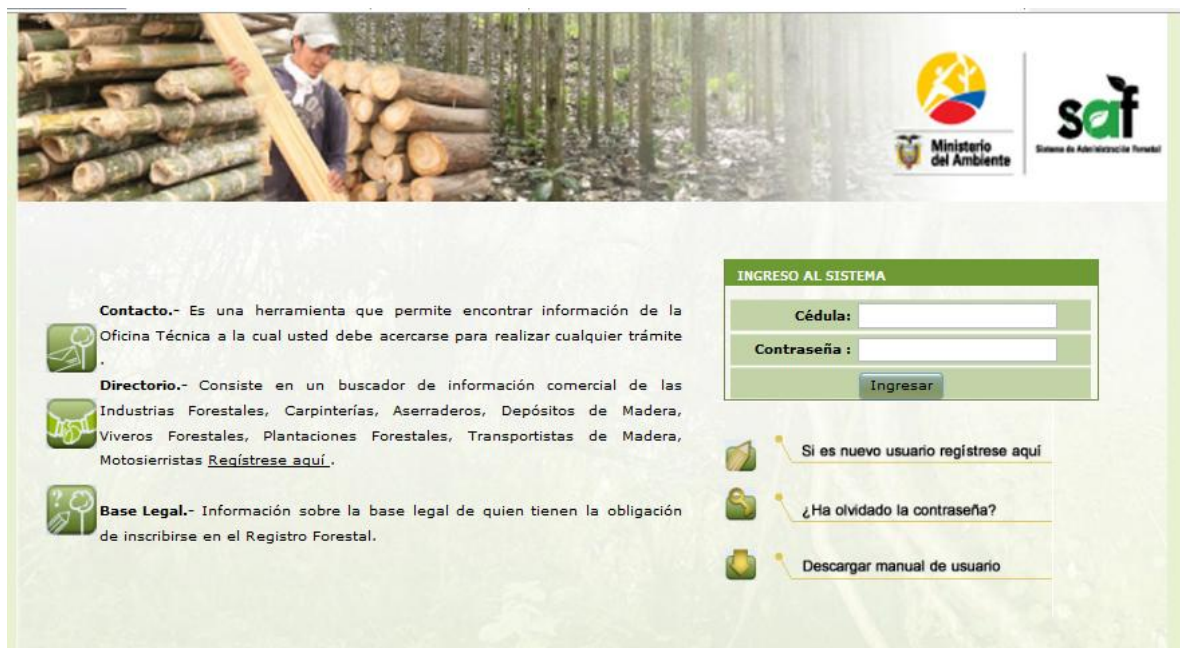 Ministerio
del Ambiente
saf
Sistema de Administración Forestal
Contacto.- Es una herramienta que permite encontrar información de la
Oficina Técnica a la cual usted debe acercarse para realizar cualquier trámite
.
Directorio.- Consiste en un buscador de información comercial de las
Industrias Forestales, Carpinterías, Aserraderos, Depósitos de Madera,
Viveros Forestales, Plantaciones Forestales, Transportistas de Madera,
Motosierristas Regístrese aquí .
Base Legal.- Información sobre la base legal de quien tienen la obligación
de inscribirse en el Registro Forestal.
INGRESO AL SISTEMA
Cédula:
Contraseña :
Ingresar
Si es nuevo usuario regístrese aquí
¿Ha olvidado la contraseña?
Descargar manual de usuario